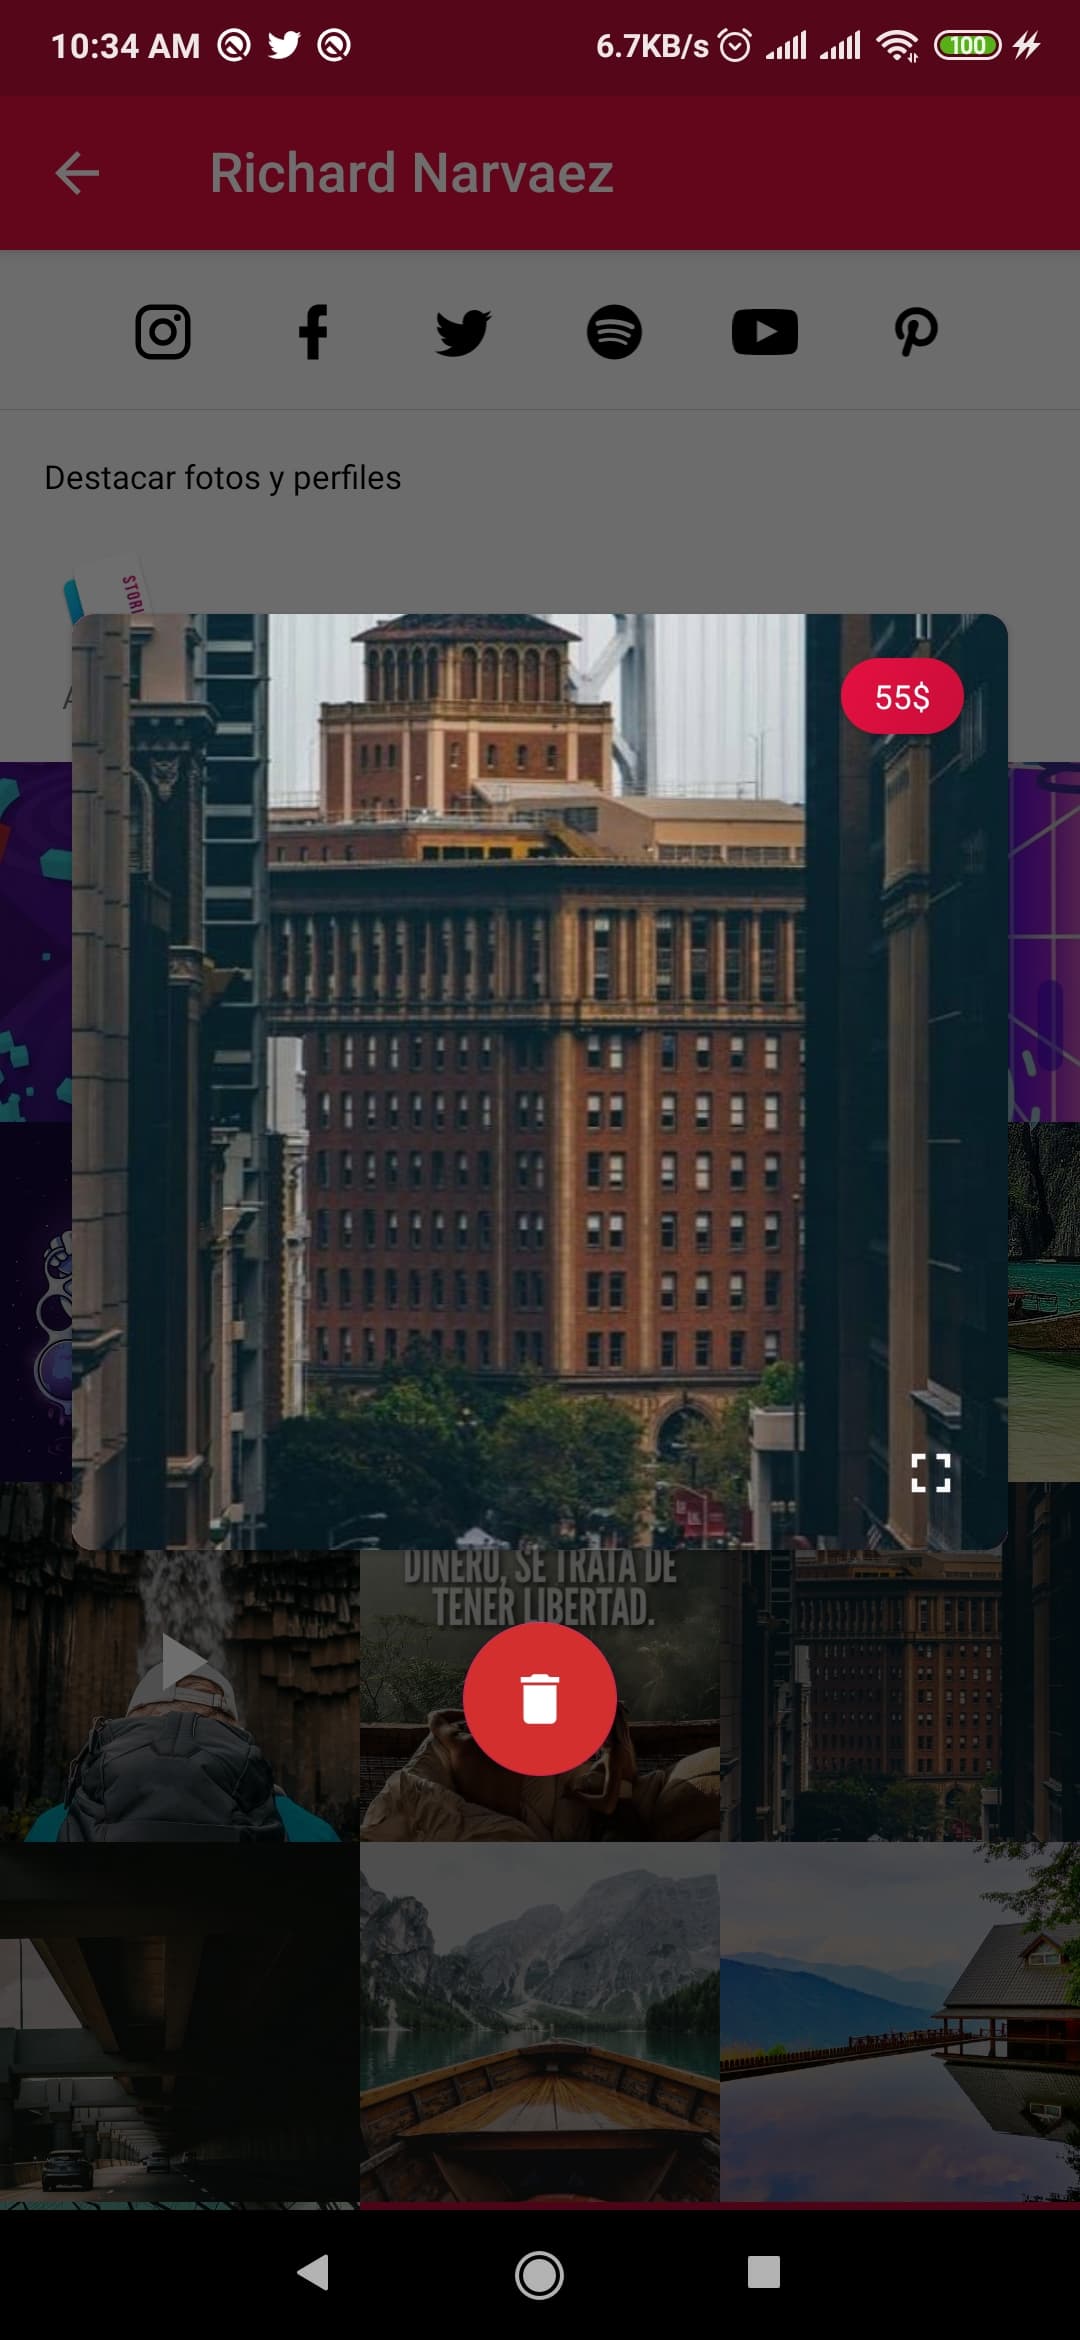 10:34 AM
6.7KB/s
100
Richard Narvaez
Destacar fotos y perfiles
STORI
55$
DINERO, SE TRATA DE
TENER LIBERTAD.